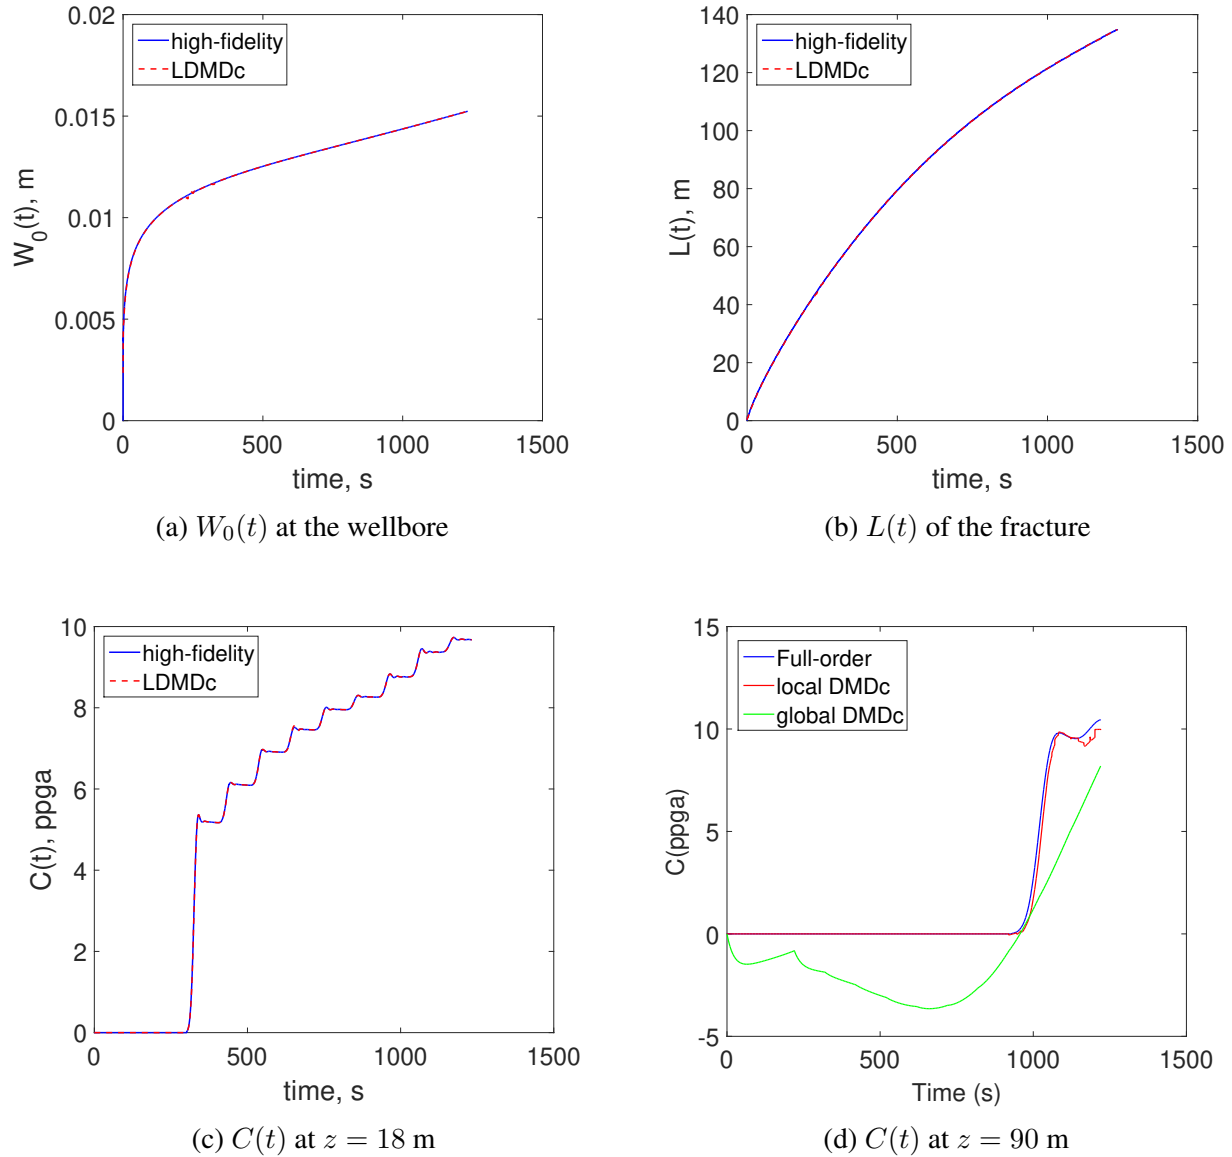 0.02
0.015
0.01
0.005
0
W_0(t), m
high-fidelity
LDMDc
0 500 1000 1500
time, s
(a) W_0(t) at the wellbore
140
120
100
80
60
40
20
0
L(t), m
high-fidelity
LDMDc
0 500 1000 1500
time, s
(b) L(t) of the fracture
10
8
6
4
2
0
C(t), ppga
high-fidelity
LDMDc
0 500 1000 1500
time, s
(c) C(t) at z = 18 m
15
10
5
0
-5
C(ppga)
Full-order
local DMDc
global DMDc
0 500 1000 1500
Time (s)
(d) C(t) at z = 90 m